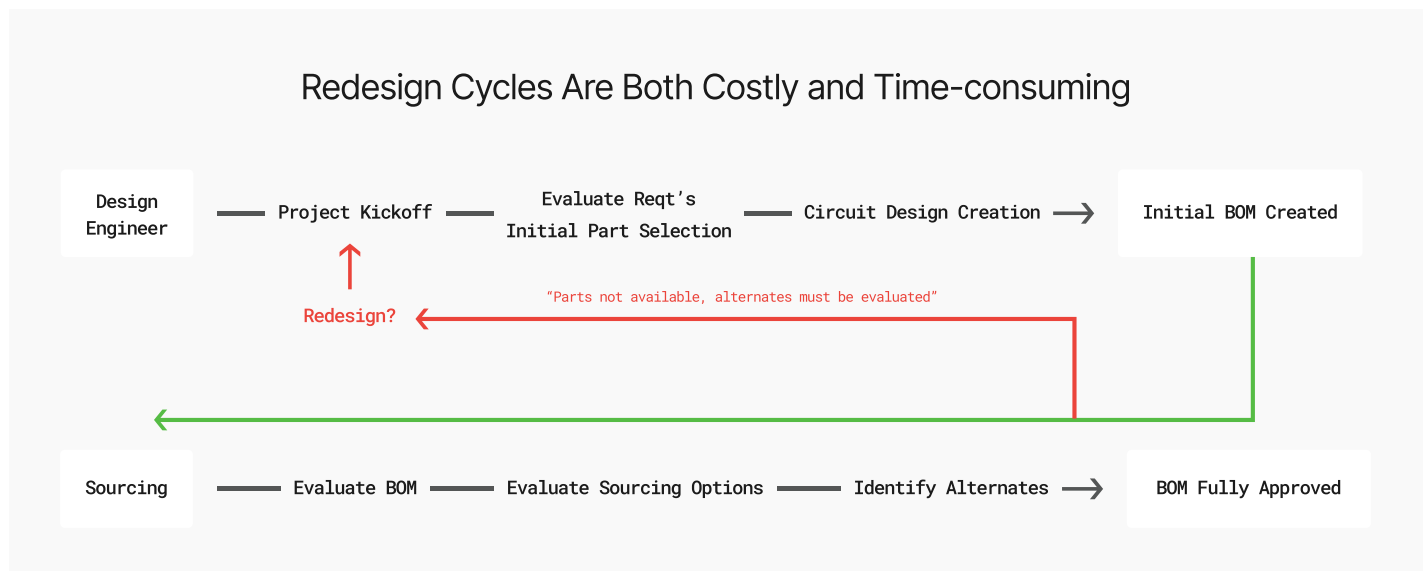 Redesign Cycles Are Both Costly and Time-consuming
Design
Engineer
Project Kickoff
Evaluate Reqt’s
Initial Part Selection
Circuit Design Creation
Initial BOM Created
“Parts not available, alternates must be evaluated”
Redesign?
Sourcing
Evaluate BOM
Evaluate Sourcing Options
Identify Alternates
BOM Fully Approved